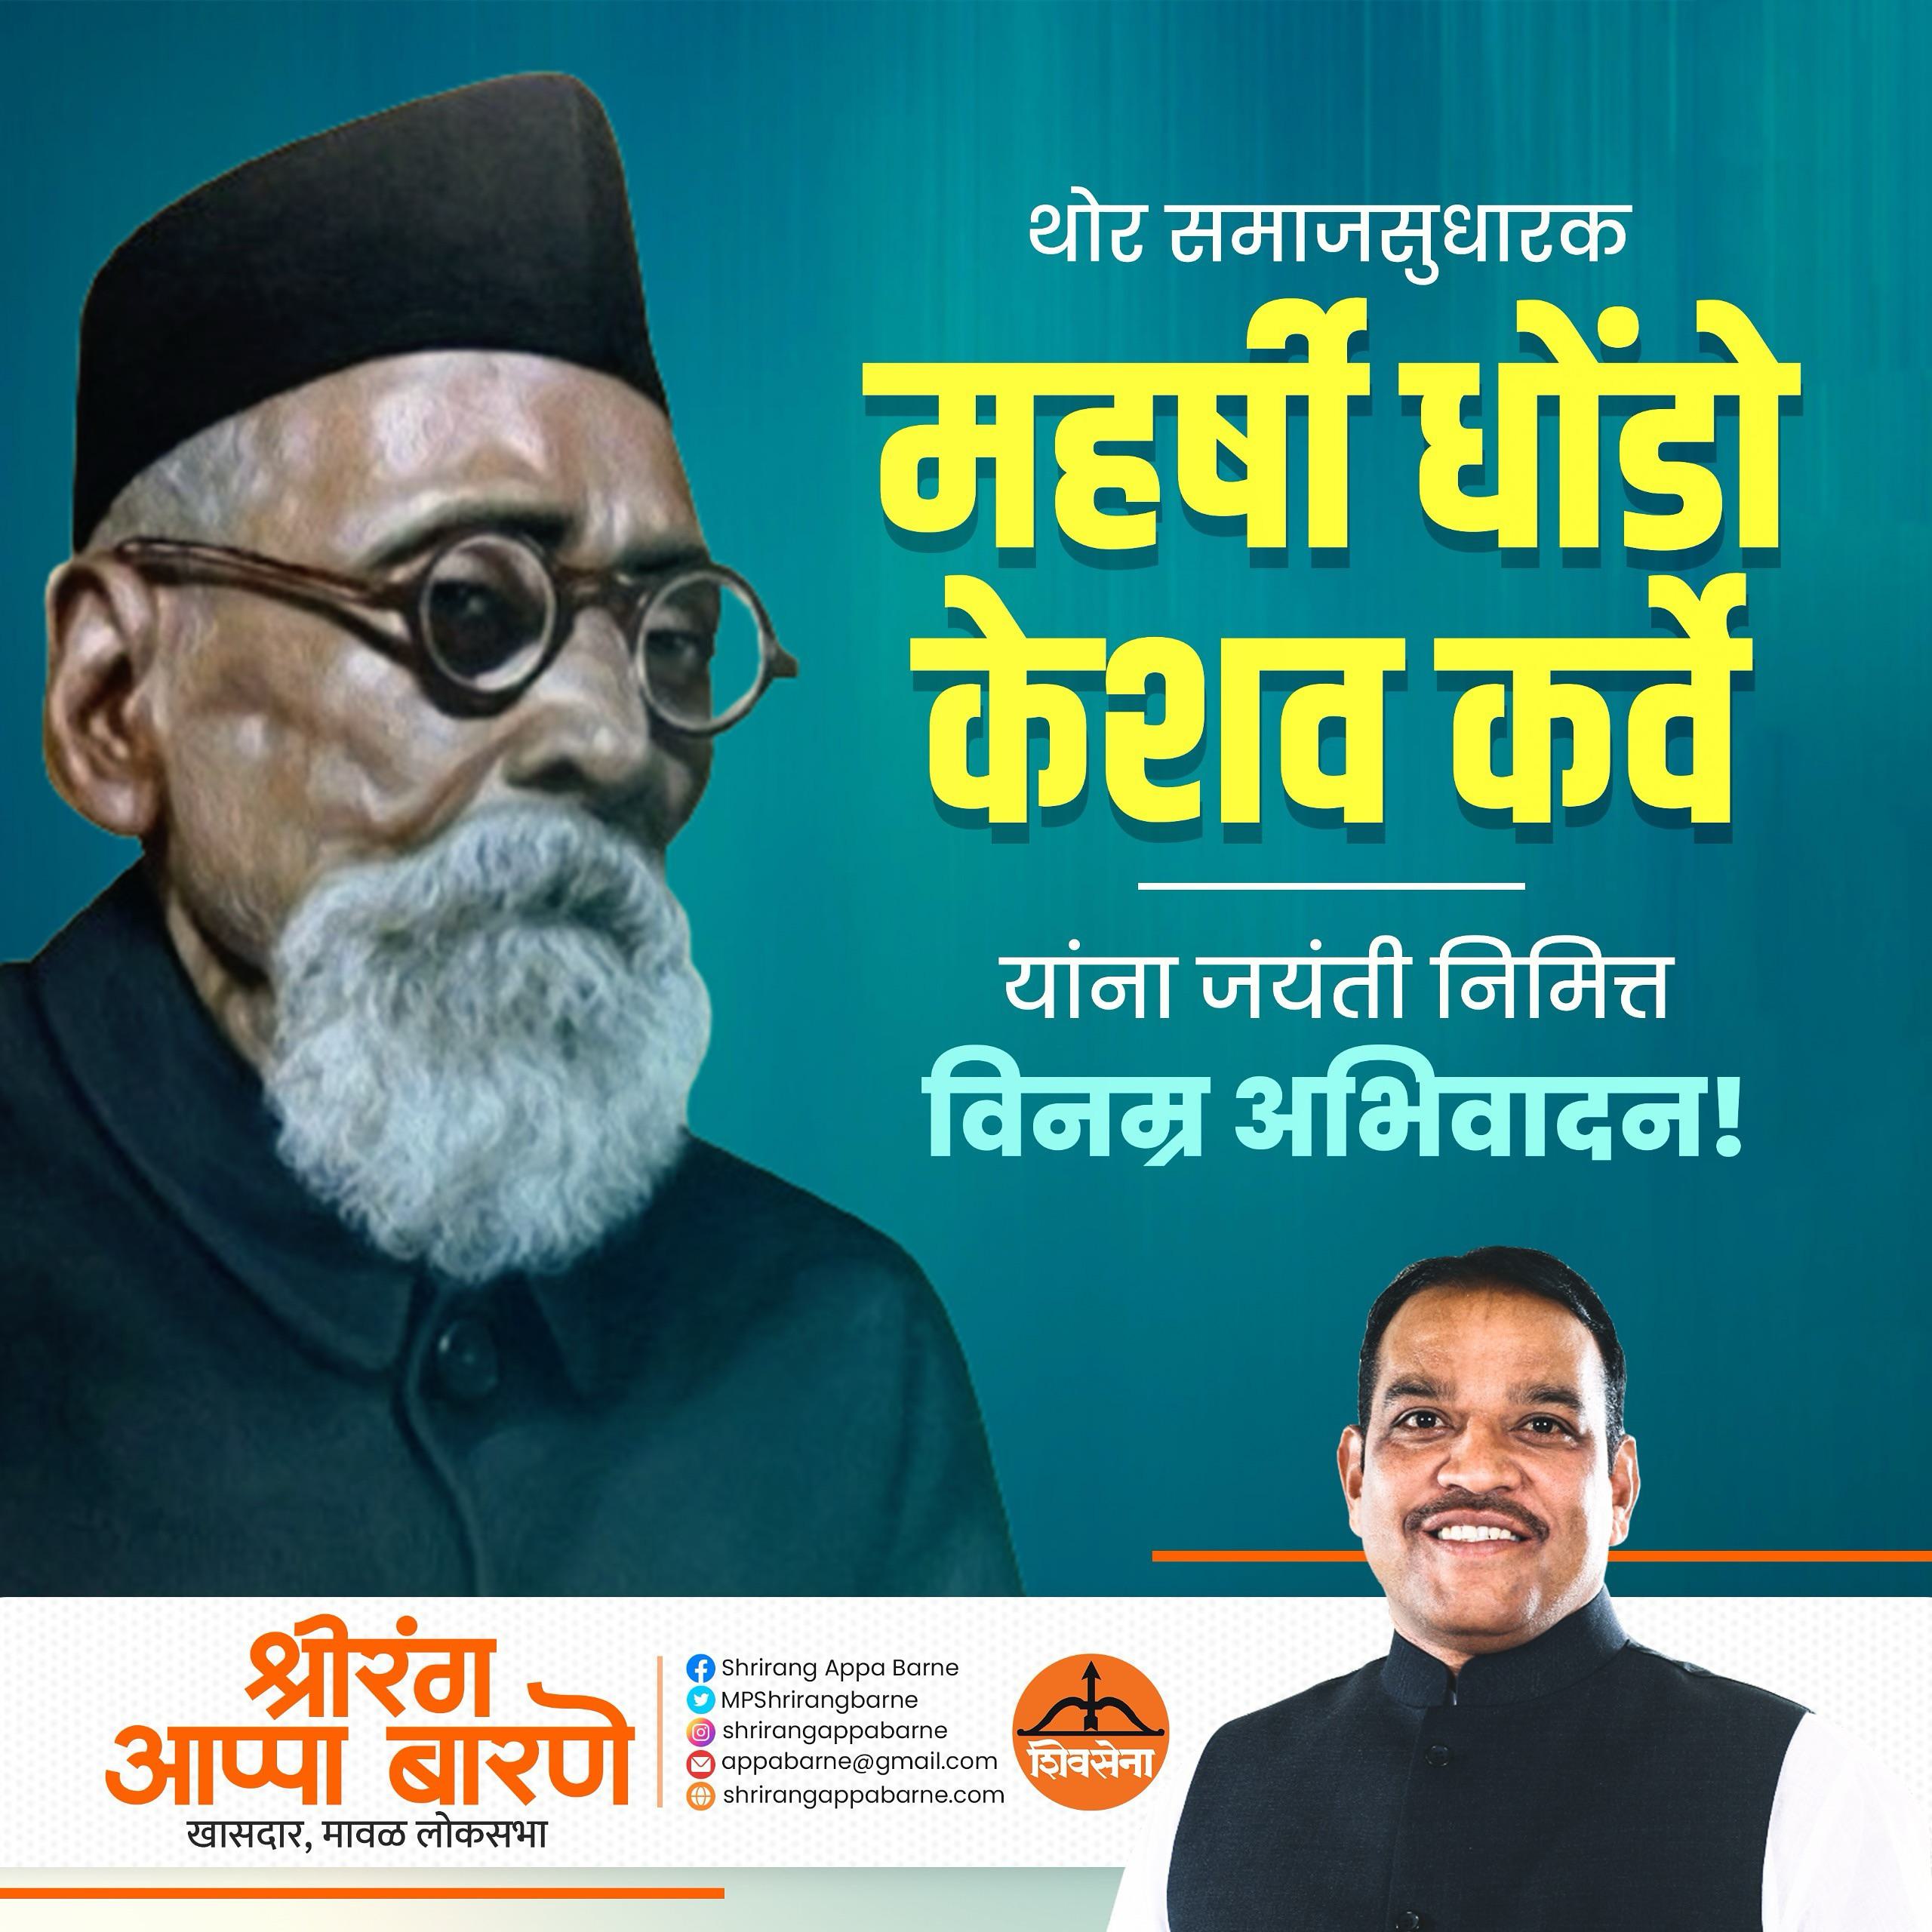 थोर समाजसुधारक
महर्षी धोंडो
केशव कर्वे
यांना जयंती निमित्त
विनम्र अभिवादन!
श्रीरंग
आप्पा बारणे
खासदार, मावळ लोकसभा
Shrirang Appa Barne
MPShrirangbarne
shrirangappabarne
appabarne@gmail.com
shrirangappabarne.com
शिवसेना